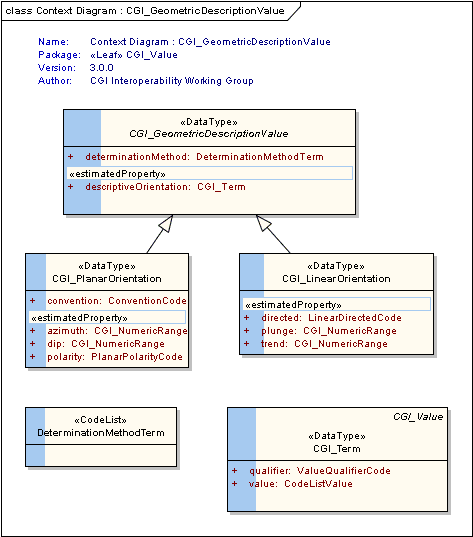 class Context Diagram : CGI_GeometricDescriptionValue
Name: Context Diagram : CGI_GeometricDescriptionValue
Package: «Leaf» CGI_Value
Version: 3.0.0
Author: CGI Interoperability Working Group
«DataType»
CGI_GeometricDescriptionValue
+ determinationMethod: DeterminationMethodTerm
«estimatedProperty»
+ descriptiveOrientation: CGI_Term
«DataType»
CGI_PlanarOrientation
+ convention: ConventionCode
«estimatedProperty»
+ azimuth: CGI_NumericRange
+ dip: CGI_NumericRange
+ polarity: PlanarPolarityCode
«DataType»
CGI_LinearOrientation
«estimatedProperty»
+ directed: LinearDirectedCode
+ plunge: CGI_NumericRange
+ trend: CGI_NumericRange
«CodeList»
DeterminationMethodTerm
CGI_Value
«DataType»
CGI_Term
+ qualifier: ValueQualifierCode
+ value: CodeListValue